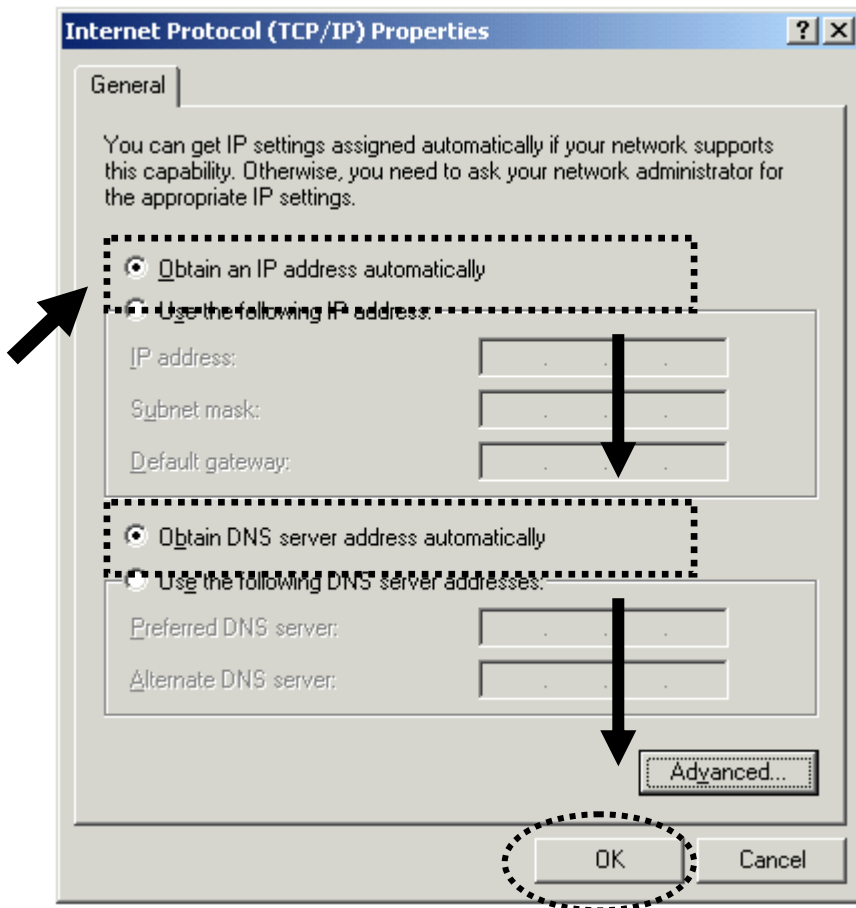 Internet Protocol (TCP/IP) Properties
?
General
You can get IP settings assigned automatically if your network supports
this capability. Otherwise, you need to ask your network administrator for
the appropriate IP settings.
Obtain an IP address automatically
Use the following IP address:
IP address:
Subnet mask:
Default gateway:
Obtain DNS server address automatically
Use the following DNS server addresses:
Preferred DNS server:
Alternate DNS server:
Advanced...
OK Cancel